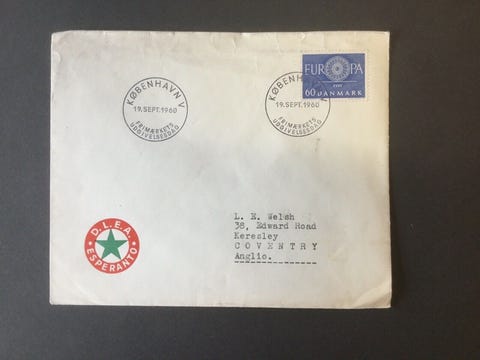 KØBENHAVN V
19.SEPT.1960
FRIMÆRKETS
UDGIVELSESDAG
KØBENHAVN V
19.SEPT.1960
FRIMÆRKETS
UDGIVELSESDAG
EUROPA
60 DANMARK
D.L.E.A.
ESPERANTO
L. E. Welsh
38, Edward Road
Keresley
COVENTRY
Anglio.